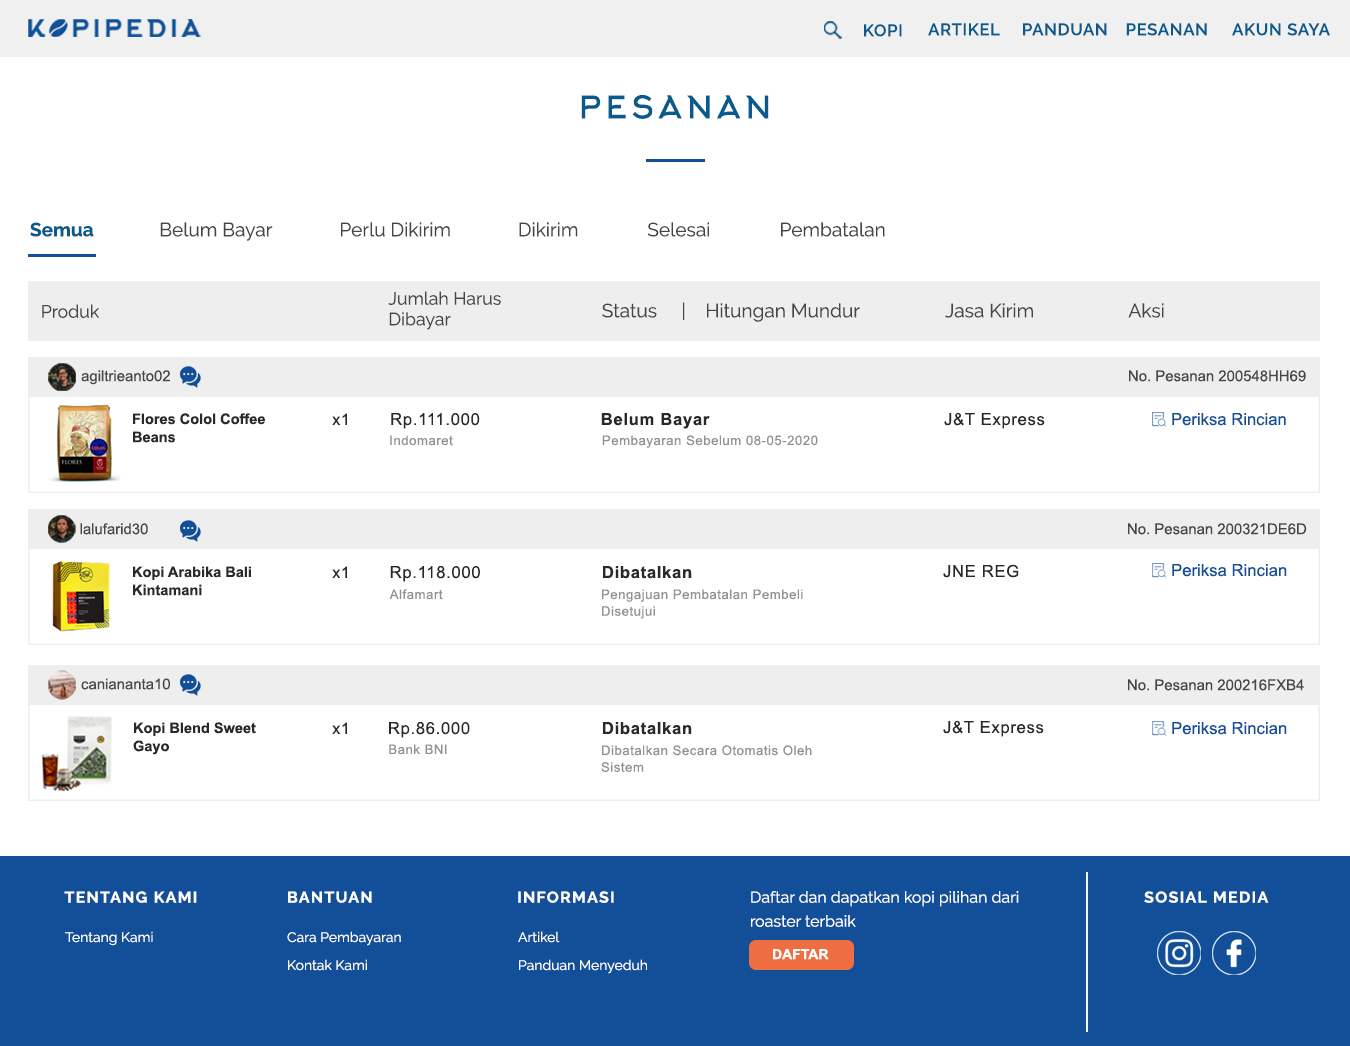 KOPIPEDIA
KOPI ARTIKEL PANDUAN PESANAN AKUN SAYA
PESANAN
Semua Belum Bayar Perlu Dikirim Dikirim Selesai Pembatalan
Produk Jumlah Harus Dibayar Status | Hitungan Mundur Jasa Kirim Aksi
agiltrieanto02 No. Pesanan 200548HH69
Flores Colol Coffee Beans x1 Rp.111.000 Belum Bayar J&T Express Periksa Rincian
Indomaret Pembayaran Sebelum 08-05-2020
FLORES
lalufarid30 No. Pesanan 200321DE6D
Kopi Arabika Bali Kintamani x1 Rp.118.000 Dibatalkan JNE REG Periksa Rincian
Alfamart Pengajuan Pembatalan Pembeli Disetujui
caniananta10 No. Pesanan 200216FXB4
Kopi Blend Sweet Gayo x1 Rp.86.000 Dibatalkan J&T Express Periksa Rincian
Bank BNI Dibatalkan Secara Otomatis Oleh Sistem
TENTANG KAMI
Tentang Kami
BANTUAN
Cara Pembayaran
Kontak Kami
INFORMASI
Artikel
Panduan Menyeduh
Daftar dan dapatkan kopi pilihan dari
roaster terbaik
DAFTAR
SOSIAL MEDIA